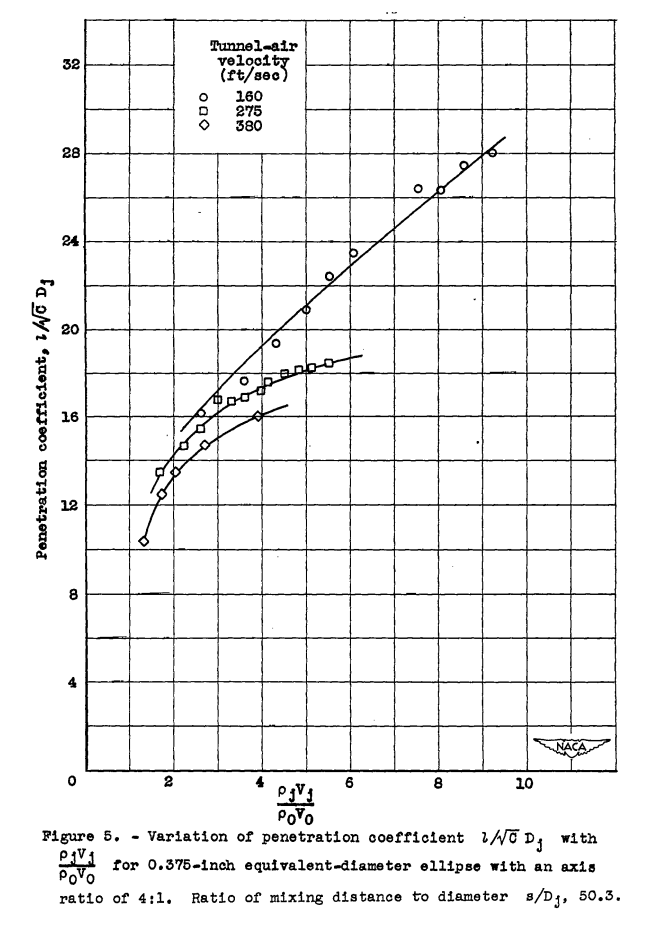 Tunnel-air
velocity
(ft/sec)
160
275
380
32
28
24
20
16
12
8
4
0
Penetration coefficient, l/√C Dj
2
4
6
8
10
ρjVj
ρ0V0
NACA
Figure 5. - Variation of penetration coefficient l/√C Dj with
ρjVj
ρ0V0
for 0.375-inch equivalent-diameter ellipse with an axis
ratio of 4:1. Ratio of mixing distance to diameter s/Dj, 50.3.